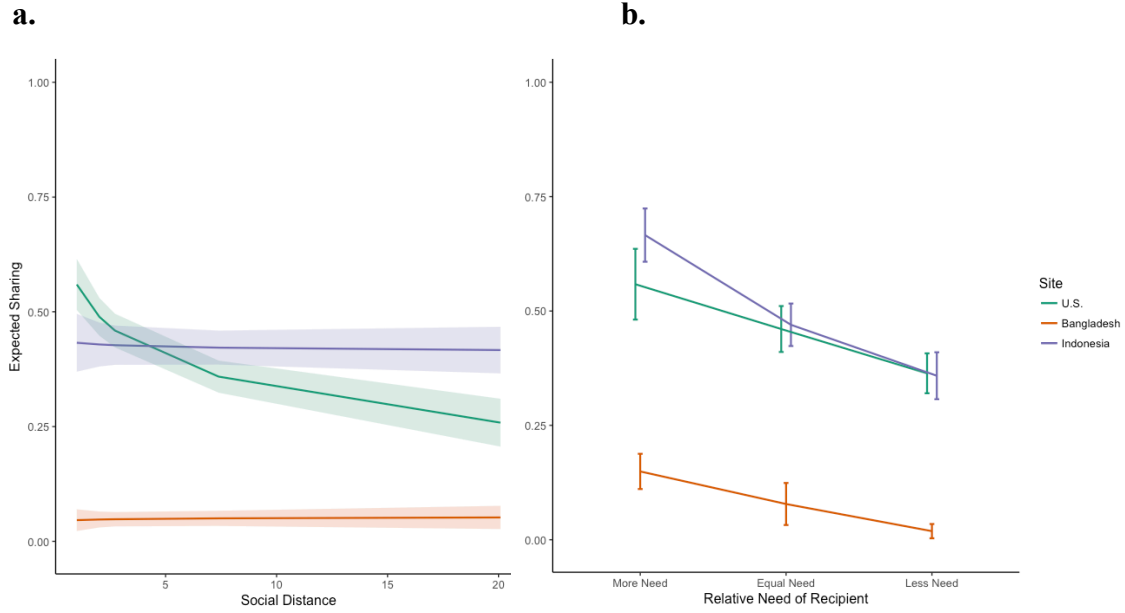 a.
b.
1.00
0.75
0.50
0.25
0.00
Expected Sharing
5
10
15
20
Social Distance
1.00
0.75
0.50
0.25
0.00
More Need
Equal Need
Less Need
Relative Need of Recipient
Site
U.S.
Bangladesh
Indonesia